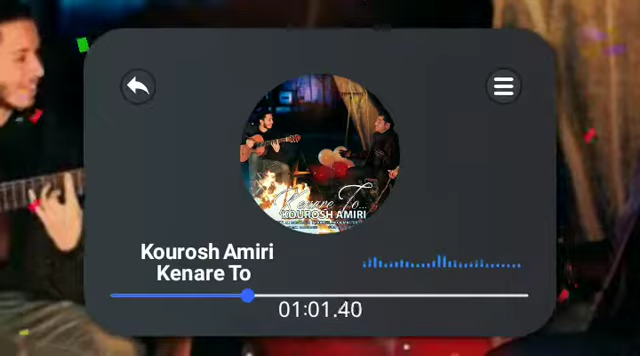 Kenare To...
KOUROSH AMIRI
Kourosh Amiri
Kenare To
01:01.40